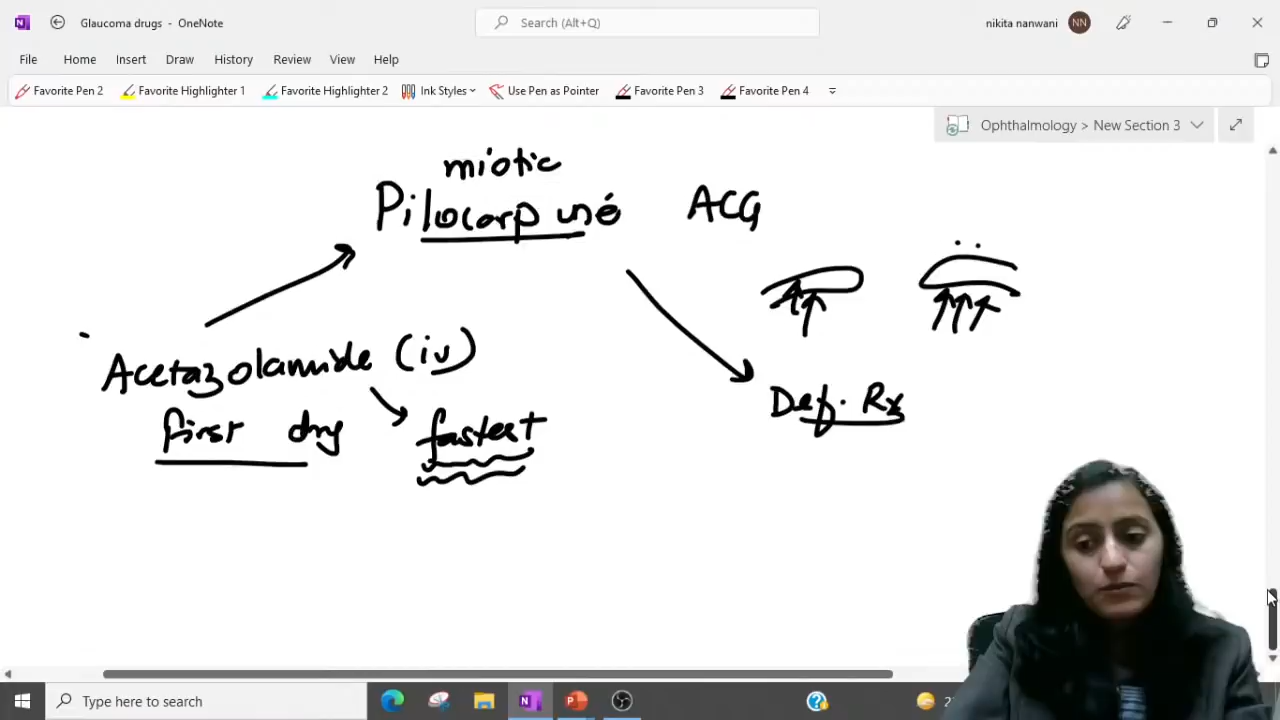 Glaucoma drugs - OneNote
Search (Alt+Q)
nikita nanwani
NN
File Home Insert Draw History Review View Help
Favorite Pen 2 Favorite Highlighter 1 Favorite Highlighter 2 Ink Styles Use Pen as Pointer Favorite Pen 3 Favorite Pen 4
Ophthalmology > New Section 3
miotic
Pilocarpine ACG
Acetazolamide (iv)
first drug
fastest
Def. Rx
Type here to search